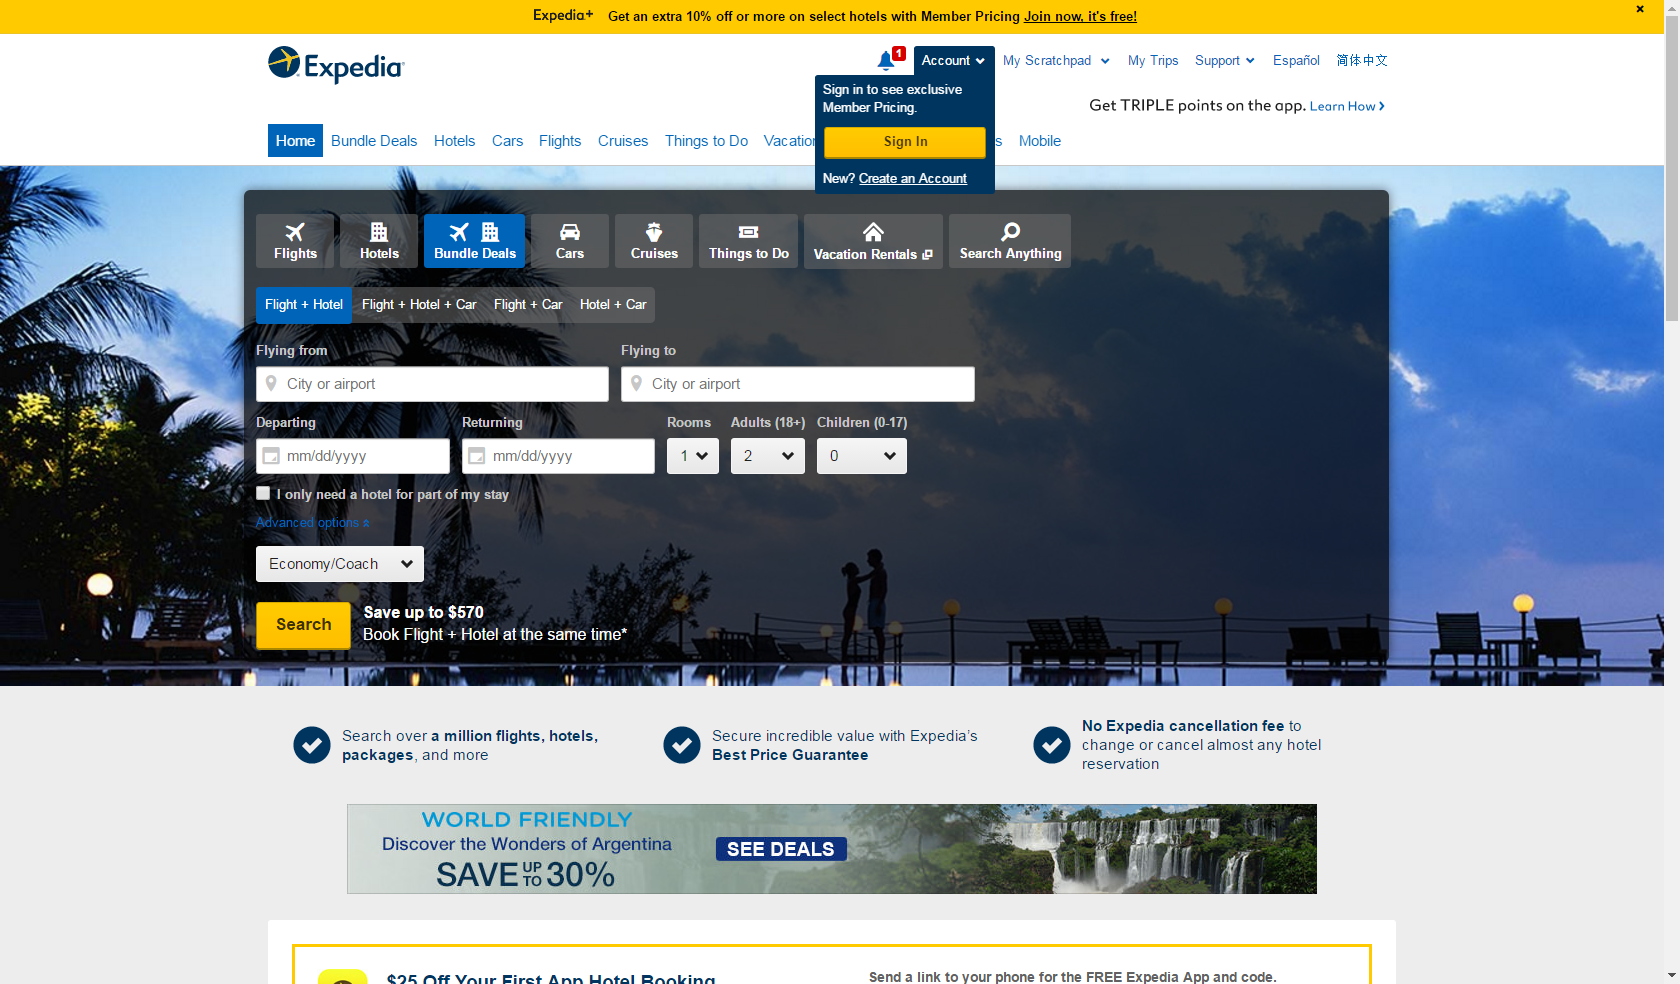 Expedia+ Get an extra 10% off or more on select hotels with Member Pricing Join now, it's free!
Expedia
1
Account
My Scratchpad
My Trips
Support
Español
简体中文
Sign in to see exclusive
Member Pricing.
Sign In
New? Create an Account
Get TRIPLE points on the app. Learn How
Home
Bundle Deals
Hotels
Cars
Flights
Cruises
Things to Do
Mobile
Flights
Hotels
Bundle Deals
Cars
Cruises
Things to Do
Vacation Rentals
Search Anything
Flight + Hotel
Flight + Hotel + Car
Flight + Car
Hotel + Car
Flying from
Flying to
City or airport
City or airport
Departing
Returning
Rooms
Adults (18+)
Children (0-17)
mm/dd/yyyy
mm/dd/yyyy
1
2
0
I only need a hotel for part of my stay
Advanced options
Economy/Coach
Search
Save up to $570
Book Flight + Hotel at the same time*
Search over a million flights, hotels,
packages, and more
Secure incredible value with Expedia’s
Best Price Guarantee
No Expedia cancellation fee to
change or cancel almost any hotel
reservation
WORLD FRIENDLY
Discover the Wonders of Argentina
SAVE UP TO 30%
SEE DEALS
$25 Off Your First App Hotel Booking
Send a link to your phone for the FREE Expedia App and code.